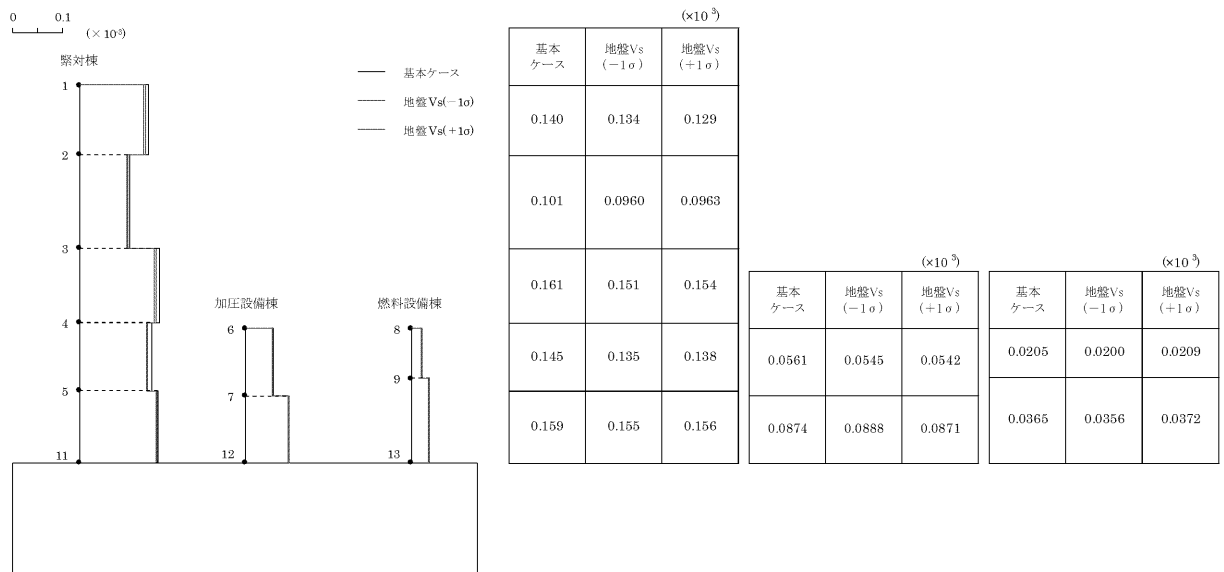 0 0.1
(×10⁻³)
緊対棟
1
2
3
4
5
11
加圧設備棟
6
7
12
燃料設備棟
8
9
13
基本ケース
地盤Vs(−1σ)
地盤Vs(+1σ)
(×10³)
基本ケース 地盤Vs(−1σ) 地盤Vs(+1σ)
0.140 0.134 0.129
0.101 0.0960 0.0963
0.161 0.151 0.154
0.145 0.135 0.138
0.159 0.155 0.156
(×10³)
基本ケース 地盤Vs(−1σ) 地盤Vs(+1σ)
0.0561 0.0545 0.0542
0.0874 0.0888 0.0871
(×10³)
基本ケース 地盤Vs(−1σ) 地盤Vs(+1σ)
0.0205 0.0200 0.0209
0.0365 0.0356 0.0372